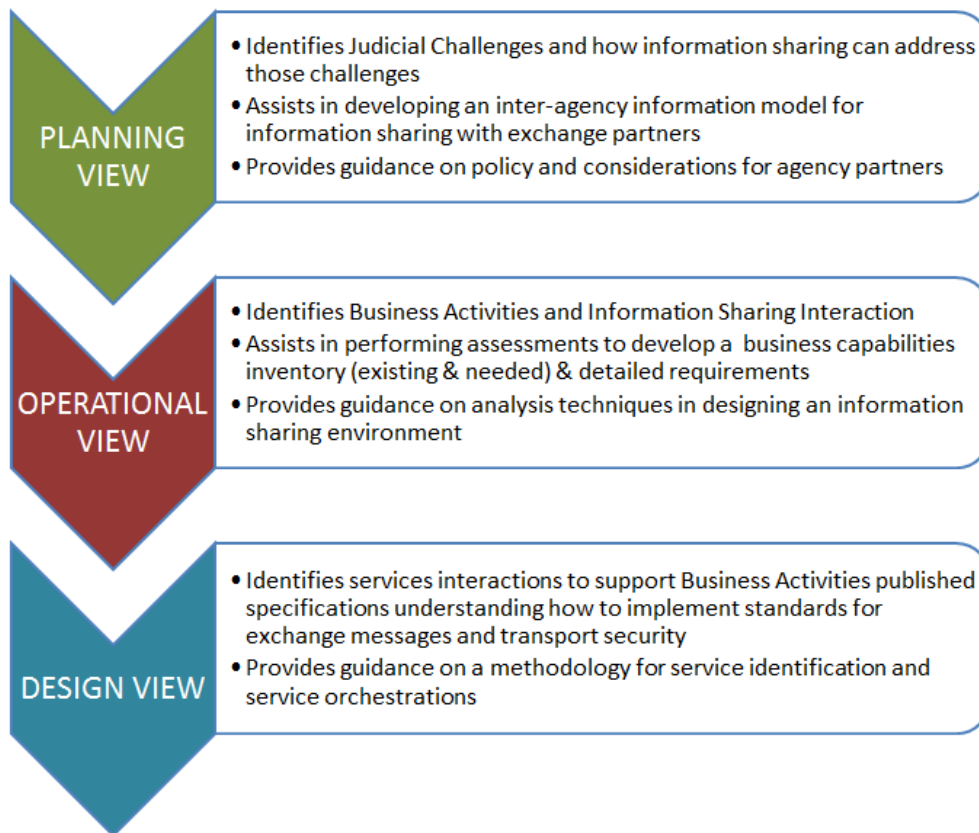 PLANNING
VIEW
• Identifies Judicial Challenges and how information sharing can address
those challenges
• Assists in developing an inter-agency information model for
information sharing with exchange partners
• Provides guidance on policy and considerations for agency partners
OPERATIONAL
VIEW
• Identifies Business Activities and Information Sharing Interaction
• Assists in performing assessments to develop a business capabilities
inventory (existing & needed) & detailed requirements
• Provides guidance on analysis techniques in designing an information
sharing environment
DESIGN VIEW
• Identifies services interactions to support Business Activities published
specifications understanding how to implement standards for
exchange messages and transport security
• Provides guidance on a methodology for service identification and
service orchestrations